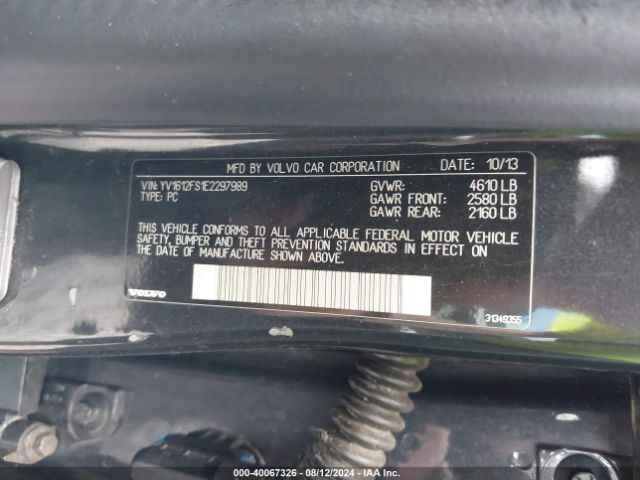 MFD BY VOLVO CAR CORPORATION DATE: 10/13
VIN: YV1612FS1E2297989 GVWR: 4610 LB
TYPE: PC GAWR FRONT: 2580 LB
GAWR REAR: 2160 LB
THIS VEHICLE CONFORMS TO ALL APPLICABLE FEDERAL MOTOR VEHICLE
SAFETY, BUMPER AND THEFT PREVENTION STANDARDS IN EFFECT ON
THE DATE OF MANUFACTURE SHOWN ABOVE.
VOLVO 31349355
00:40067326 - 08/12/2024 - IAA Inc.